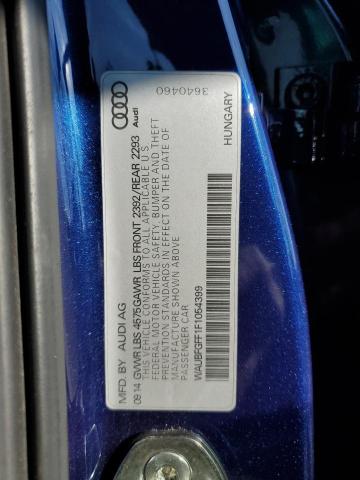 Audi
3640460
MFD. BY AUDI AG
09.14 GVWR LBS 4575 GAWR LBS FRONT 2392/REAR 2293
THIS VEHICLE CONFORMS TO ALL APPLICABLE U S
FEDERAL MOTOR VEHICLE SAFETY, BUMPER AND THEFT
PREVENTION STANDARDS IN EFFECT ON THE DATE OF
MANUFACTURE SHOWN ABOVE
PASSENGER CAR
WAUBFGFF1F1054399
HUNGARY